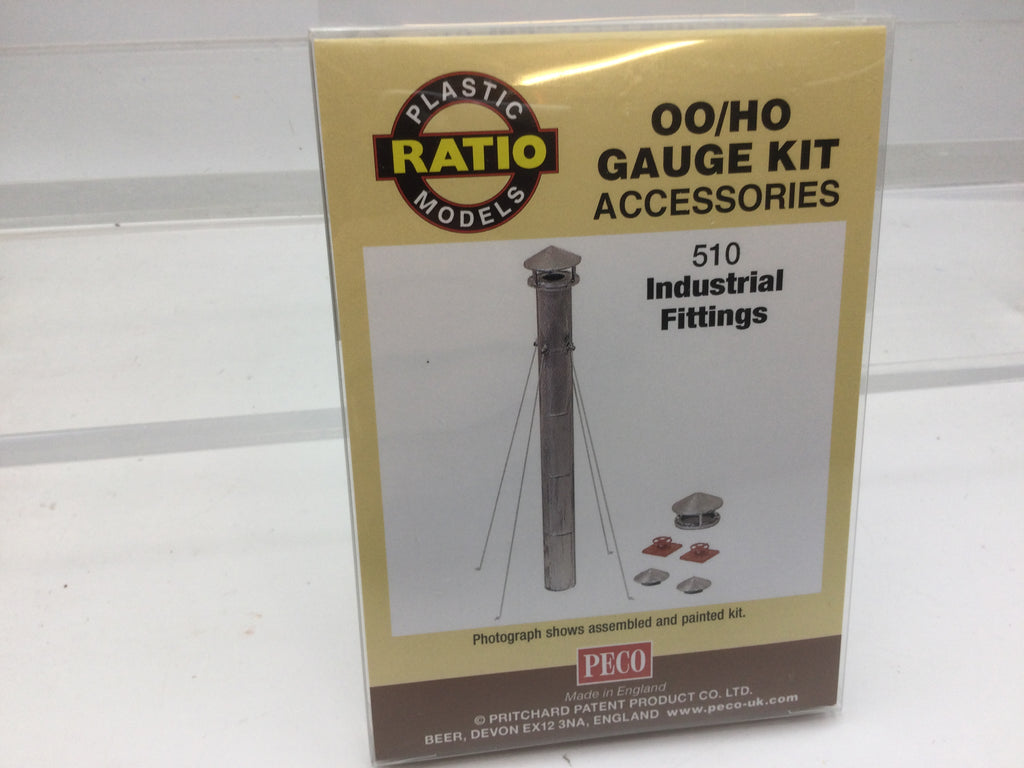 PLASTIC
RATIO
MODELS
OO/HO
GAUGE KIT
ACCESSORIES
510
Industrial
Fittings
Photograph shows assembled and painted kit.
PECO
Made in England
© PRITCHARD PATENT PRODUCT CO. LTD.
BEER, DEVON EX12 3NA, ENGLAND www.peco-uk.com